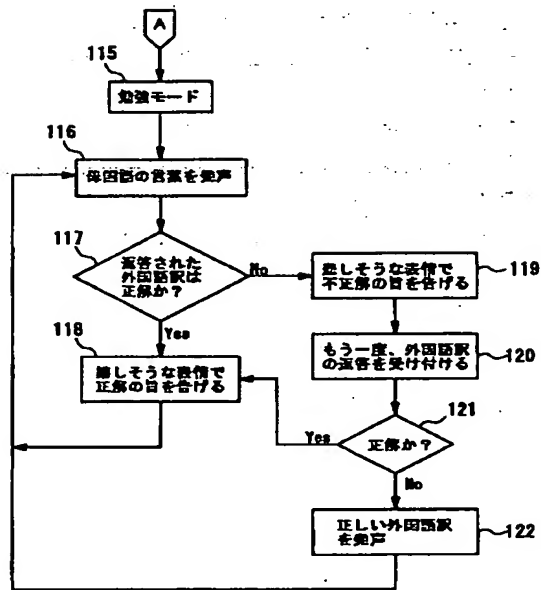 A
115
勉強モード
116
母国語の言葉を発声
117
返答された
外国語訳は
正解か?
No
Yes
118
嬉しそうな表情で
正解の旨を告げる
119
悲しそうな表情で
不正解の旨を告げる
もう一度、外国語訳
の返答を受け付ける
120
121
正解か?
Yes
No
正しい外国語訳
を発声
122